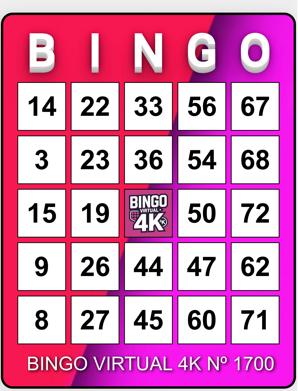 B I N G O
14 22 33 56 67
3 23 36 54 68
15 19 BINGO VIRTUAL 4K 50 72
9 26 44 47 62
8 27 45 60 71
BINGO VIRTUAL 4K Nº 1700